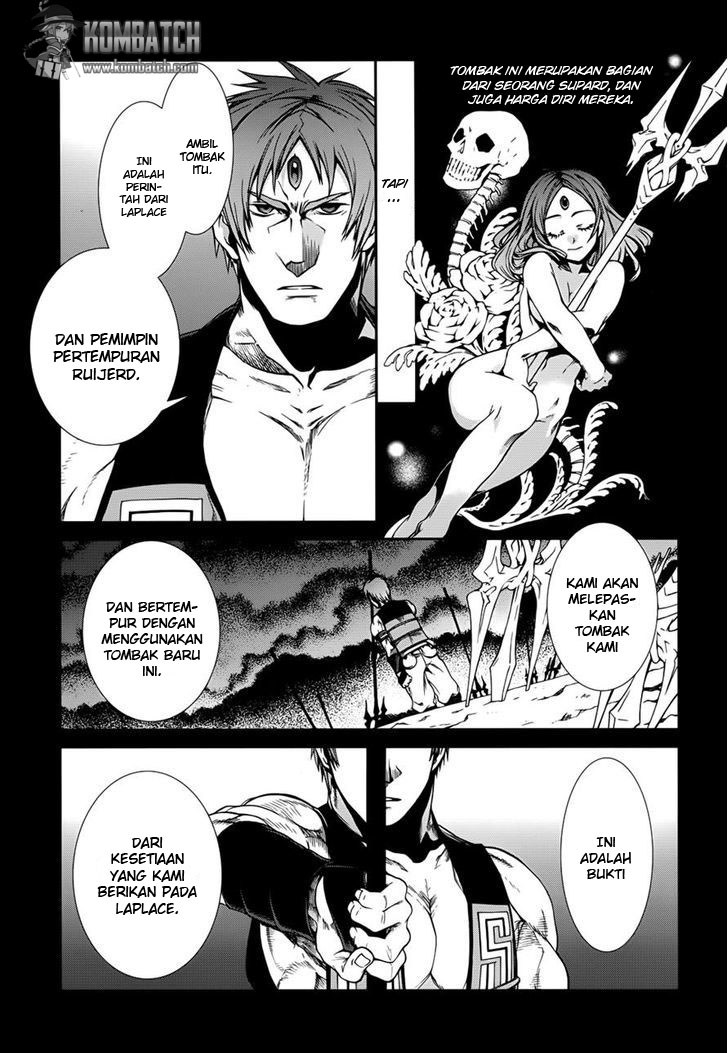 KOMBATCH
www.kombatch.com
TOMBAK INI MERUPAKAN BAGIAN
DARI SEORANG SUPARD, DAN
JUGA HARGA DIRI MEREKA.
TAPI
...
AMBIL
TOMBAK
ITU.
INI
ADALAH
PERIN-
TAH DARI
LAPLACE
DAN PEMIMPIN
PERTEMPURAN
RUIJERD.
KAMI AKAN
MELEPAS-
KAN
TOMBAK
KAMI
DAN BERTEM-
PUR DENGAN
MENGGUNAKAN
TOMBAK BARU
INI.
INI
ADALAH
BUKTI
DARI
KESETIAAN
YANG KAMI
BERIKAN PADA
LAPLACE.